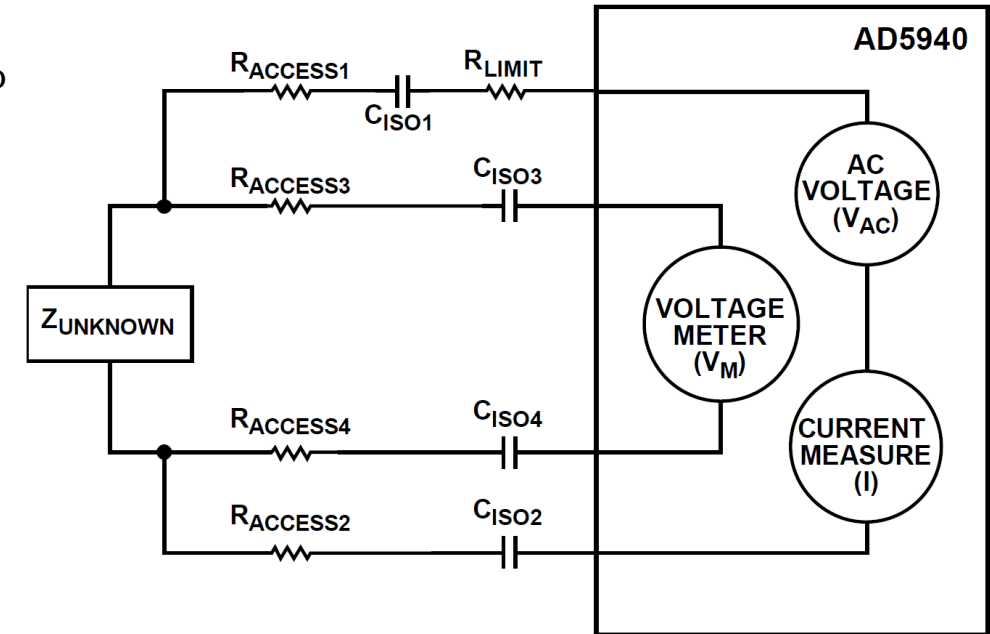 AD5940
RACCESS1
RLIMIT
CISO1
AC
VOLTAGE
(VAC)
RACCESS3
CISO3
ZUNKNOWN
VOLTAGE
METER
(VM)
RACCESS4
CISO4
CURRENT
MEASURE
(I)
RACCESS2
CISO2